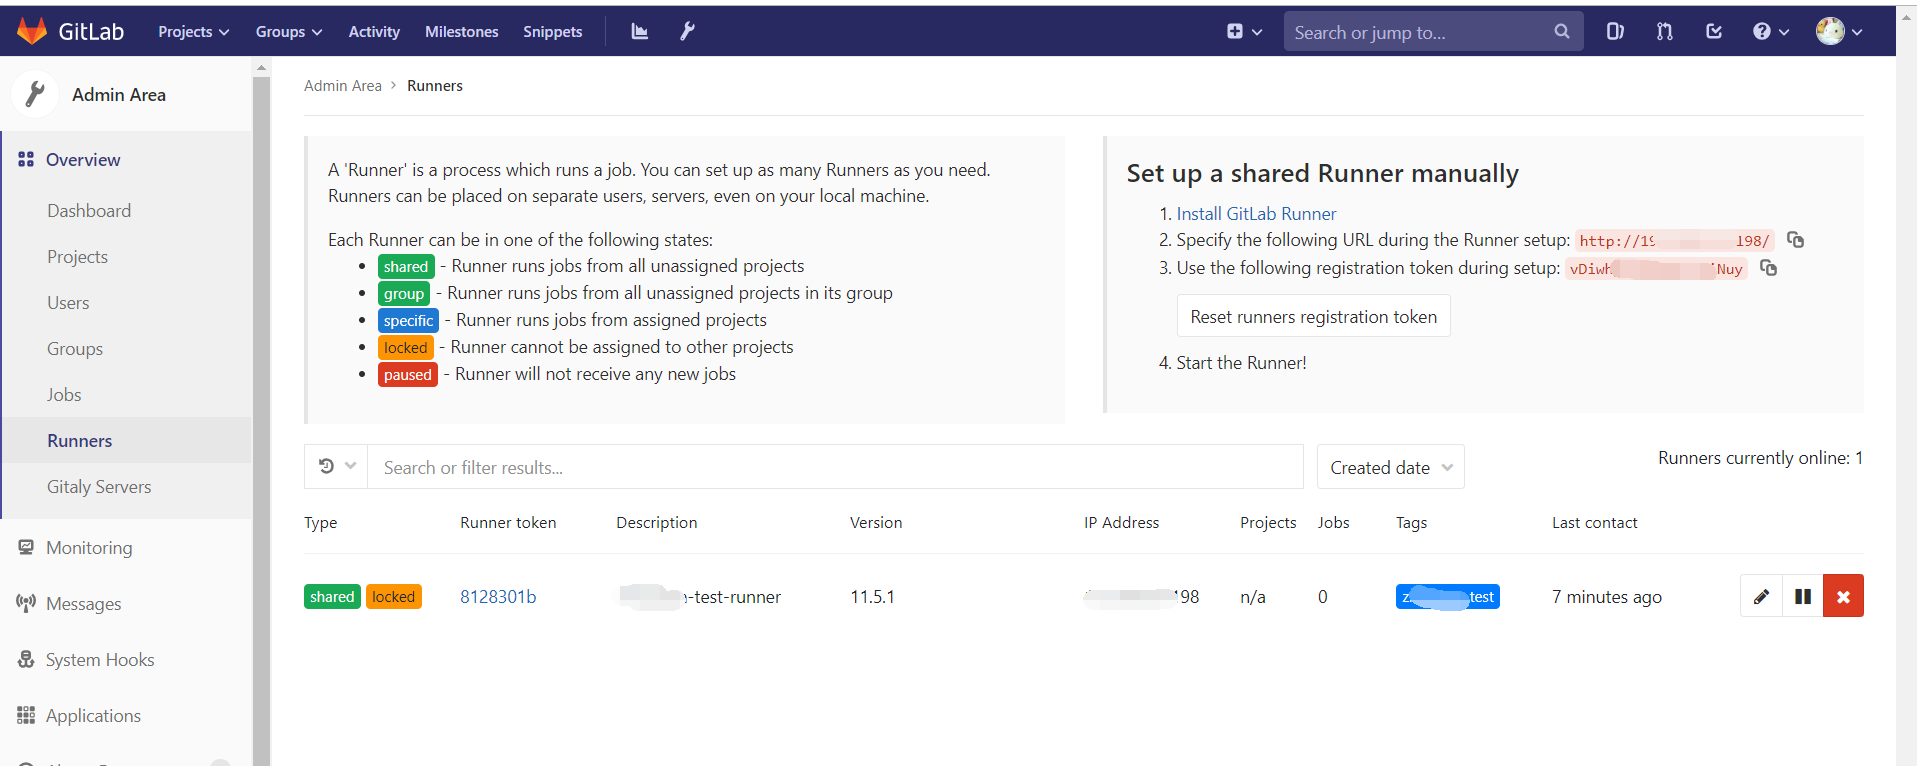 GitLab Projects Groups Activity Milestones Snippets Search or jump to...
Admin Area
Overview
Dashboard
Projects
Users
Groups
Jobs
Runners
Gitaly Servers
Monitoring
Messages
System Hooks
Applications
Admin Area > Runners
A 'Runner' is a process which runs a job. You can set up as many Runners as you need.
Runners can be placed on separate users, servers, even on your local machine.
Each Runner can be in one of the following states:
• shared - Runner runs jobs from all unassigned projects
• group - Runner runs jobs from all unassigned projects in its group
• specific - Runner runs jobs from assigned projects
• locked - Runner cannot be assigned to other projects
• paused - Runner will not receive any new jobs
Set up a shared Runner manually
1. Install GitLab Runner
2. Specify the following URL during the Runner setup: http://19 198/
3. Use the following registration token during setup: vDiwh Nuy
Reset runners registration token
4. Start the Runner!
Search or filter results...
Created date
Runners currently online: 1
Type Runner token Description Version IP Address Projects Jobs Tags Last contact
shared locked 8128301b -test-runner 11.5.1 198 n/a 0 z test 7 minutes ago